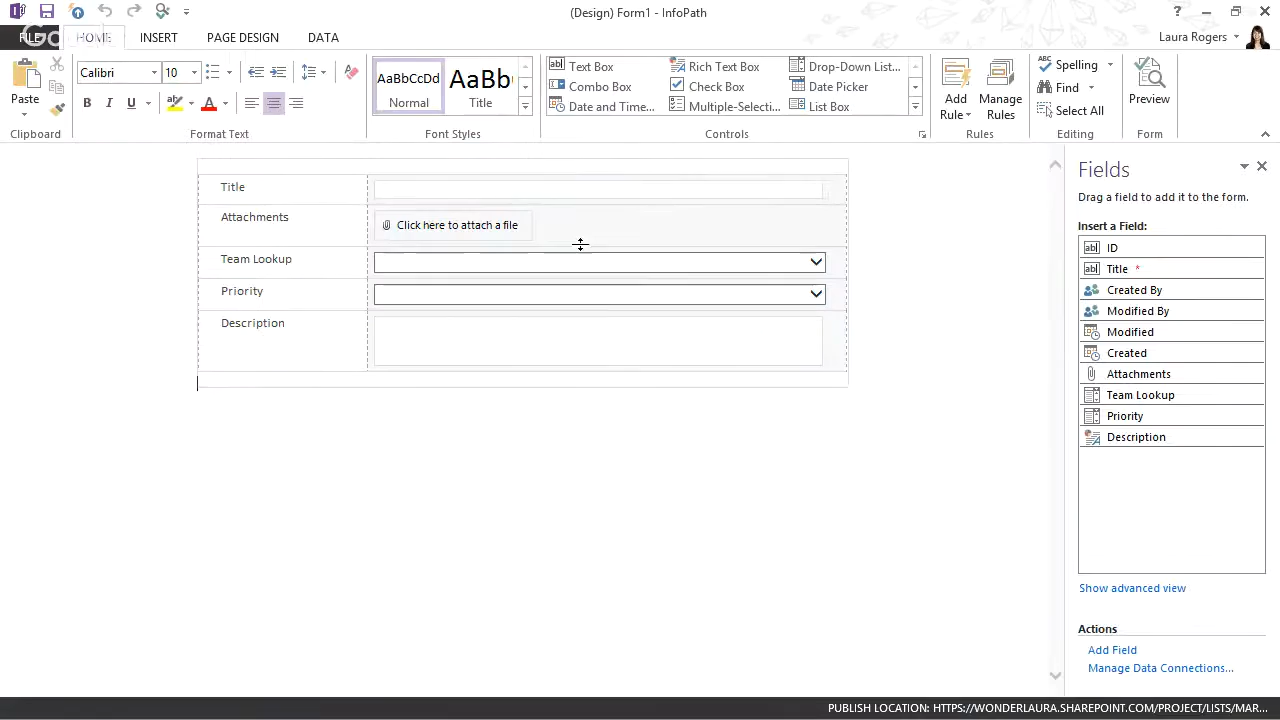 (Design) Form1 - InfoPath
?
FILE HOME INSERT PAGE DESIGN DATA
Laura Rogers
Paste
Clipboard
Calibri 10
B I U A
Format Text
AaBbCcDd
Normal
AaBb
Title
Font Styles
Text Box
Combo Box
Date and Time...
Rich Text Box
Check Box
Multiple-Selecti...
Drop-Down List...
Date Picker
List Box
Controls
Add Rule
Manage Rules
Rules
Spelling
Find
Select All
Editing
Preview
Form
Title
Attachments
Click here to attach a file
Team Lookup
Priority
Description
Fields
Drag a field to add it to the form.
Insert a Field:
ID
Title *
Created By
Modified By
Modified
Created
Attachments
Team Lookup
Priority
Description
Show advanced view
Actions
Add Field
Manage Data Connections...
PUBLISH LOCATION: HTTPS://WONDERLAURA.SHAREPOINT.COM/PROJECT/LISTS/MAR...